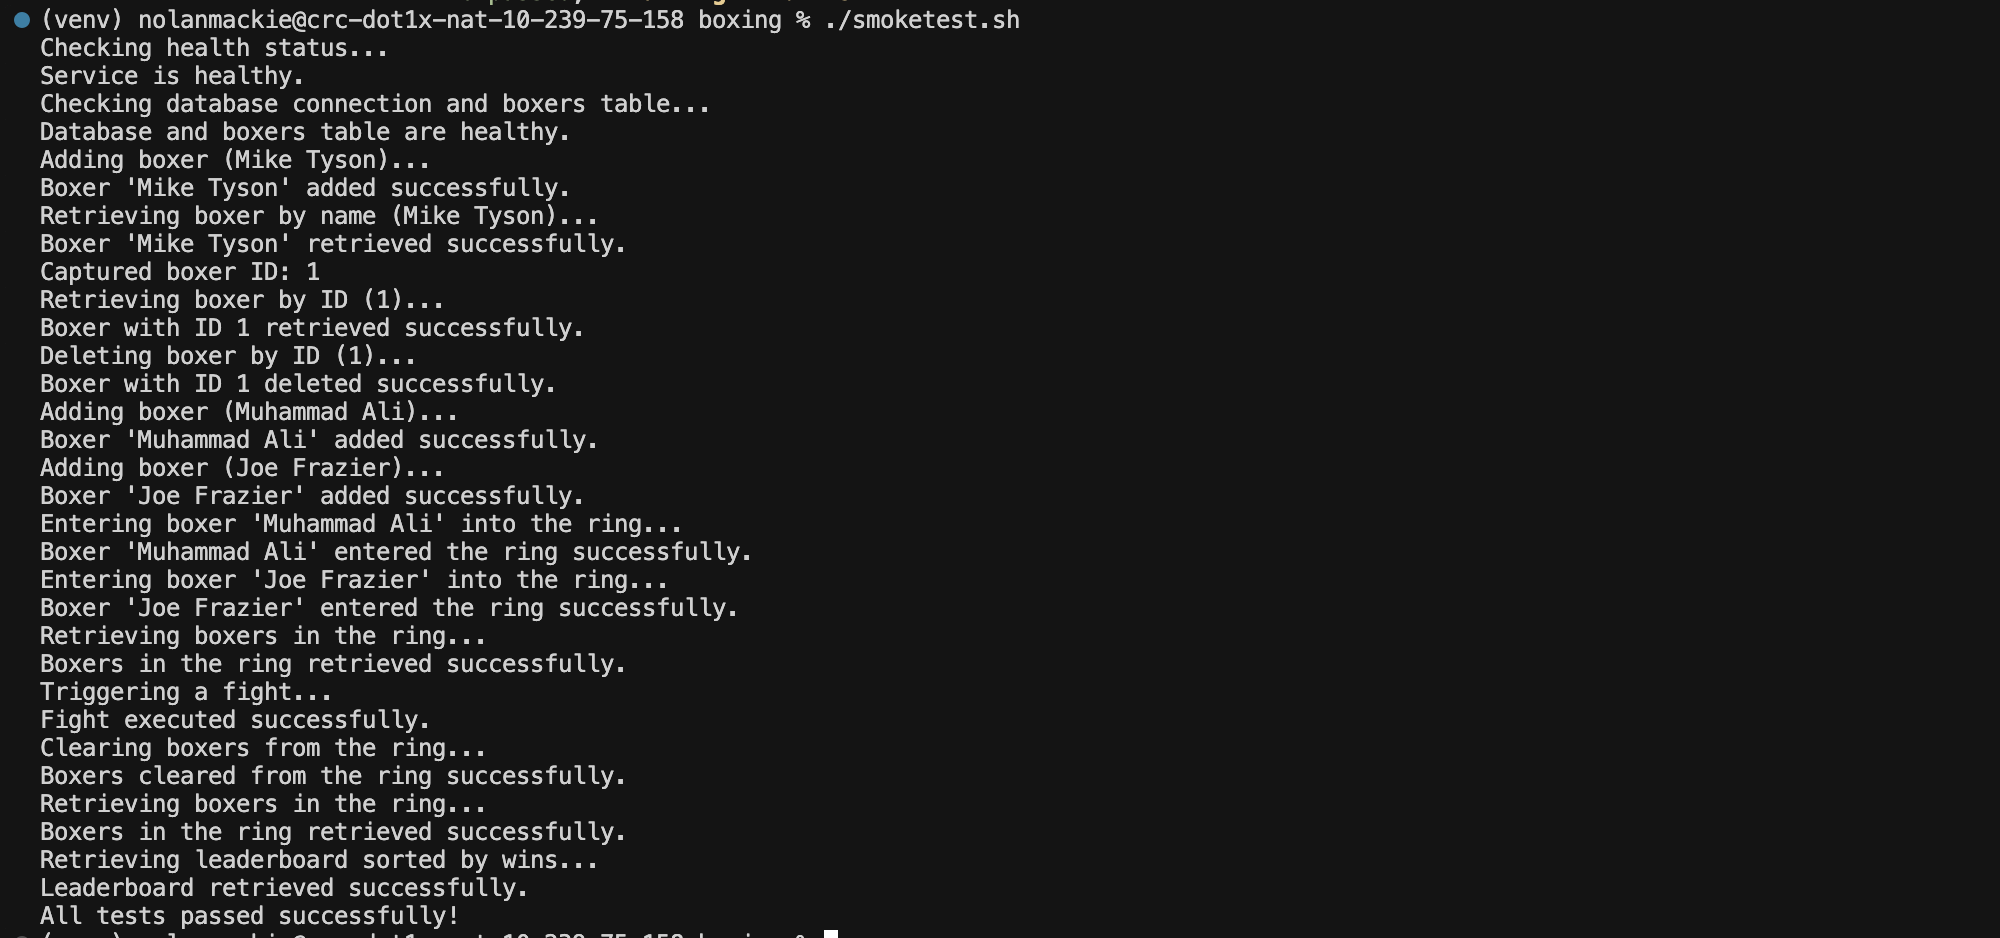 (venv) nolanmackie@crc-dot1x-nat-10-239-75-158 boxing % ./smoketest.sh
Checking health status...
Service is healthy.
Checking database connection and boxers table...
Database and boxers table are healthy.
Adding boxer (Mike Tyson)...
Boxer 'Mike Tyson' added successfully.
Retrieving boxer by name (Mike Tyson)...
Boxer 'Mike Tyson' retrieved successfully.
Captured boxer ID: 1
Retrieving boxer by ID (1)...
Boxer with ID 1 retrieved successfully.
Deleting boxer by ID (1)...
Boxer with ID 1 deleted successfully.
Adding boxer (Muhammad Ali)...
Boxer 'Muhammad Ali' added successfully.
Adding boxer (Joe Frazier)...
Boxer 'Joe Frazier' added successfully.
Entering boxer 'Muhammad Ali' into the ring...
Boxer 'Muhammad Ali' entered the ring successfully.
Entering boxer 'Joe Frazier' into the ring...
Boxer 'Joe Frazier' entered the ring successfully.
Retrieving boxers in the ring...
Boxers in the ring retrieved successfully.
Triggering a fight...
Fight executed successfully.
Clearing boxers from the ring...
Boxers cleared from the ring successfully.
Retrieving boxers in the ring...
Boxers in the ring retrieved successfully.
Retrieving leaderboard sorted by wins...
Leaderboard retrieved successfully.
All tests passed successfully!